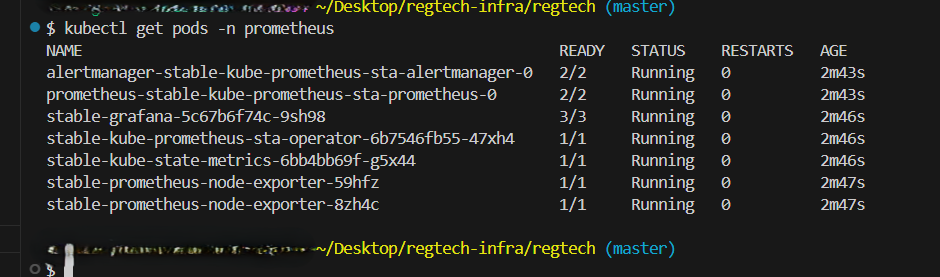 ~/Desktop/regtech-infra/regtech (master)
$ kubectl get pods -n prometheus
NAME READY STATUS RESTARTS AGE
alertmanager-stable-kube-prometheus-sta-alertmanager-0 2/2 Running 0 2m43s
prometheus-stable-kube-prometheus-sta-prometheus-0 2/2 Running 0 2m43s
stable-grafana-5c67b6f74c-9sh98 3/3 Running 0 2m46s
stable-kube-prometheus-sta-operator-6b7546fb55-47xh4 1/1 Running 0 2m46s
stable-kube-state-metrics-6bb4bb69f-g5x44 1/1 Running 0 2m46s
stable-prometheus-node-exporter-59hfz 1/1 Running 0 2m47s
stable-prometheus-node-exporter-8zh4c 1/1 Running 0 2m47s
~/Desktop/regtech-infra/regtech (master)
$